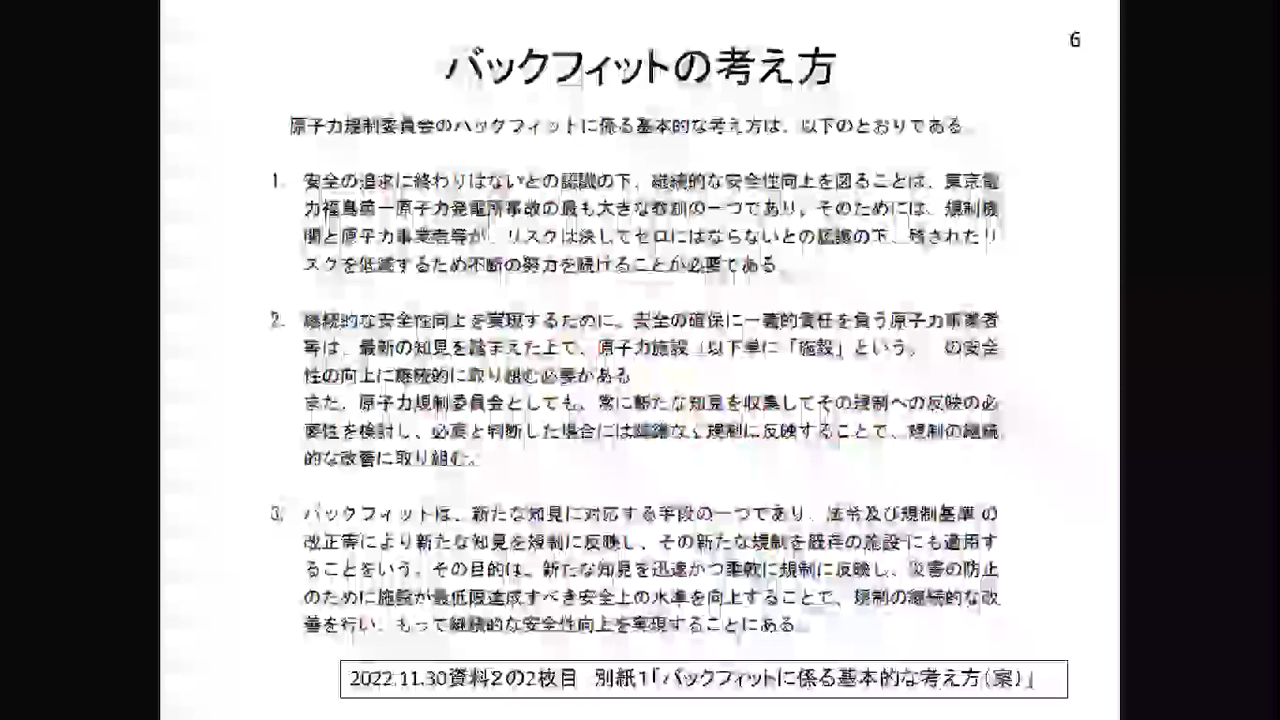 6
バックフィットの考え方
原子力規制委員会のバックフィットに係る基本的な考え方は、以下のとおりである。
1. 安全の追求に終わりはないとの認識の下、継続的な安全性向上を図ることは、東京電
力福島第一原子力発電所事故の最も大きな教訓の一つであり、そのためには、規制機
関と原子力事業者等が、リスクは決してゼロにはならないとの認識の下、残されたリ
スクを低減するため不断の努力を続けることが必要である。
2. 継続的な安全性向上を実現するために、安全の確保に一義的責任を負う原子力事業者
等は、最新の知見を踏まえた上で、原子力施設（以下単に「施設」という。）の安全
性の向上に継続的に取り組む必要がある。
また、原子力規制委員会としても、常に新たな知見を収集してその規制への反映の必
要性を検討し、必要と判断した場合には躊躇なく規制に反映することで、規制の継続
的な改善に取り組む。
3. バックフィットは、新たな知見に対応する手段の一つであり、法令及び規制基準の
改正等により新たな知見を規制に反映し、その新たな規制を既存の施設にも適用す
ることをいう。その目的は、新たな知見を迅速かつ柔軟に規制に反映し、災害の防止
のために施設が最低限達成すべき安全上の水準を向上することで、規制の継続的な改
善を行い、もって継続的な安全性向上を実現することにある。
2022.11.30資料2の2枚目 別紙1「バックフィットに係る基本的な考え方(案)」